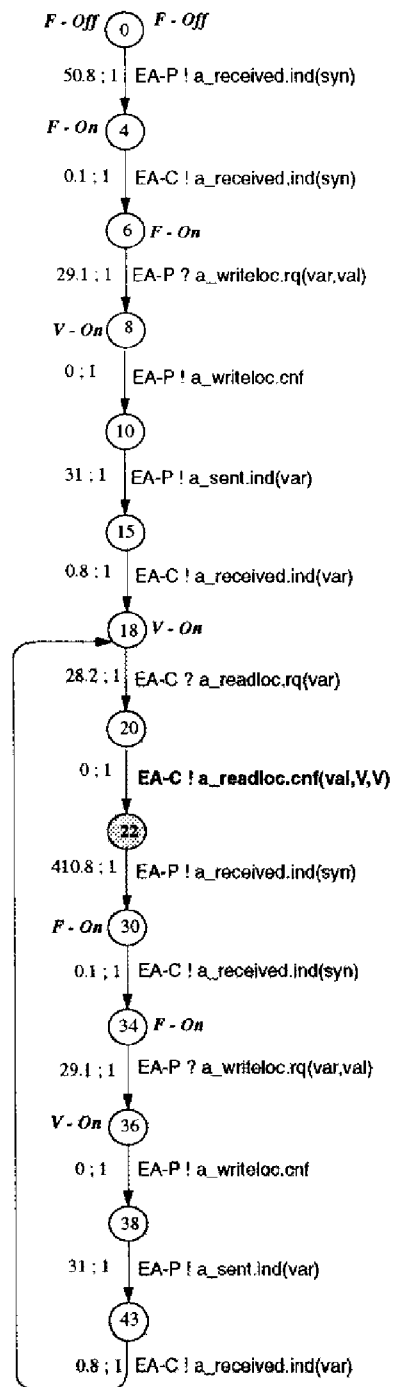 F - Off 0 F - Off
50.8 ; 1 EA-P ! a_received.ind(syn)
F - On 4
0.1 ; 1 EA-C ! a_received.ind(syn)
6 F - On
29.1 ; 1 EA-P ? a_writeloc.rq(var,val)
V - On 8
0 ; 1 EA-P ! a_writeloc.cnf
10
31 ; 1 EA-P ! a_sent.ind(var)
15
0.8 ; 1 EA-C ! a_received.ind(var)
18 V - On
28.2 ; 1 EA-C ? a_readloc.rq(var)
20
0 ; 1 EA-C ! a_readloc.cnf(val,V,V)
22
410.8 ; 1 EA-P ! a_received.ind(syn)
F - On 30
0.1 ; 1 EA-C ! a_received.ind(syn)
34 F - On
29.1 ; 1 EA-P ? a_writeloc.rq(var,val)
V - On 36
0 ; 1 EA-P ! a_writeloc.cnf
38
31 ; 1 EA-P ! a_sent.ind(var)
43
0.8 ; 1 EA-C ! a_received.ind(var)